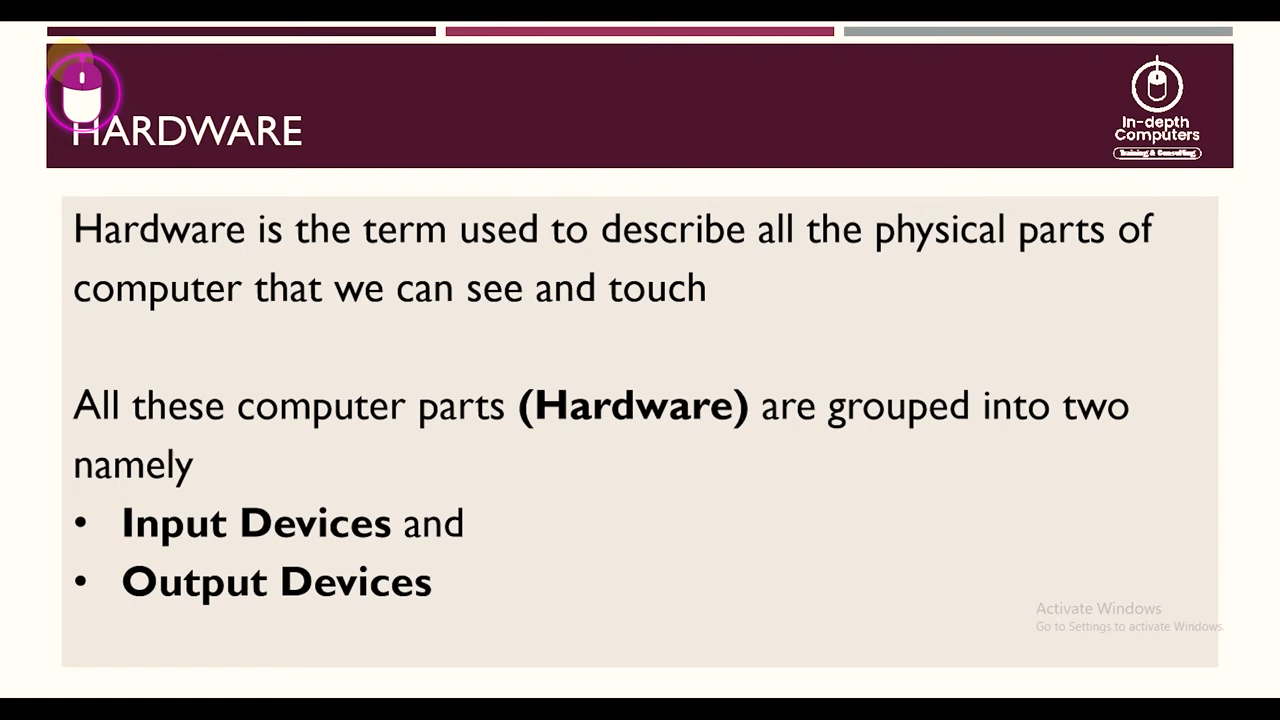 HARDWARE
In-depth
Computers
Training & Consulting
Hardware is the term used to describe all the physical parts of
computer that we can see and touch
All these computer parts (Hardware) are grouped into two
namely
• Input Devices and
• Output Devices
Activate Windows
Go to Settings to activate Windows.